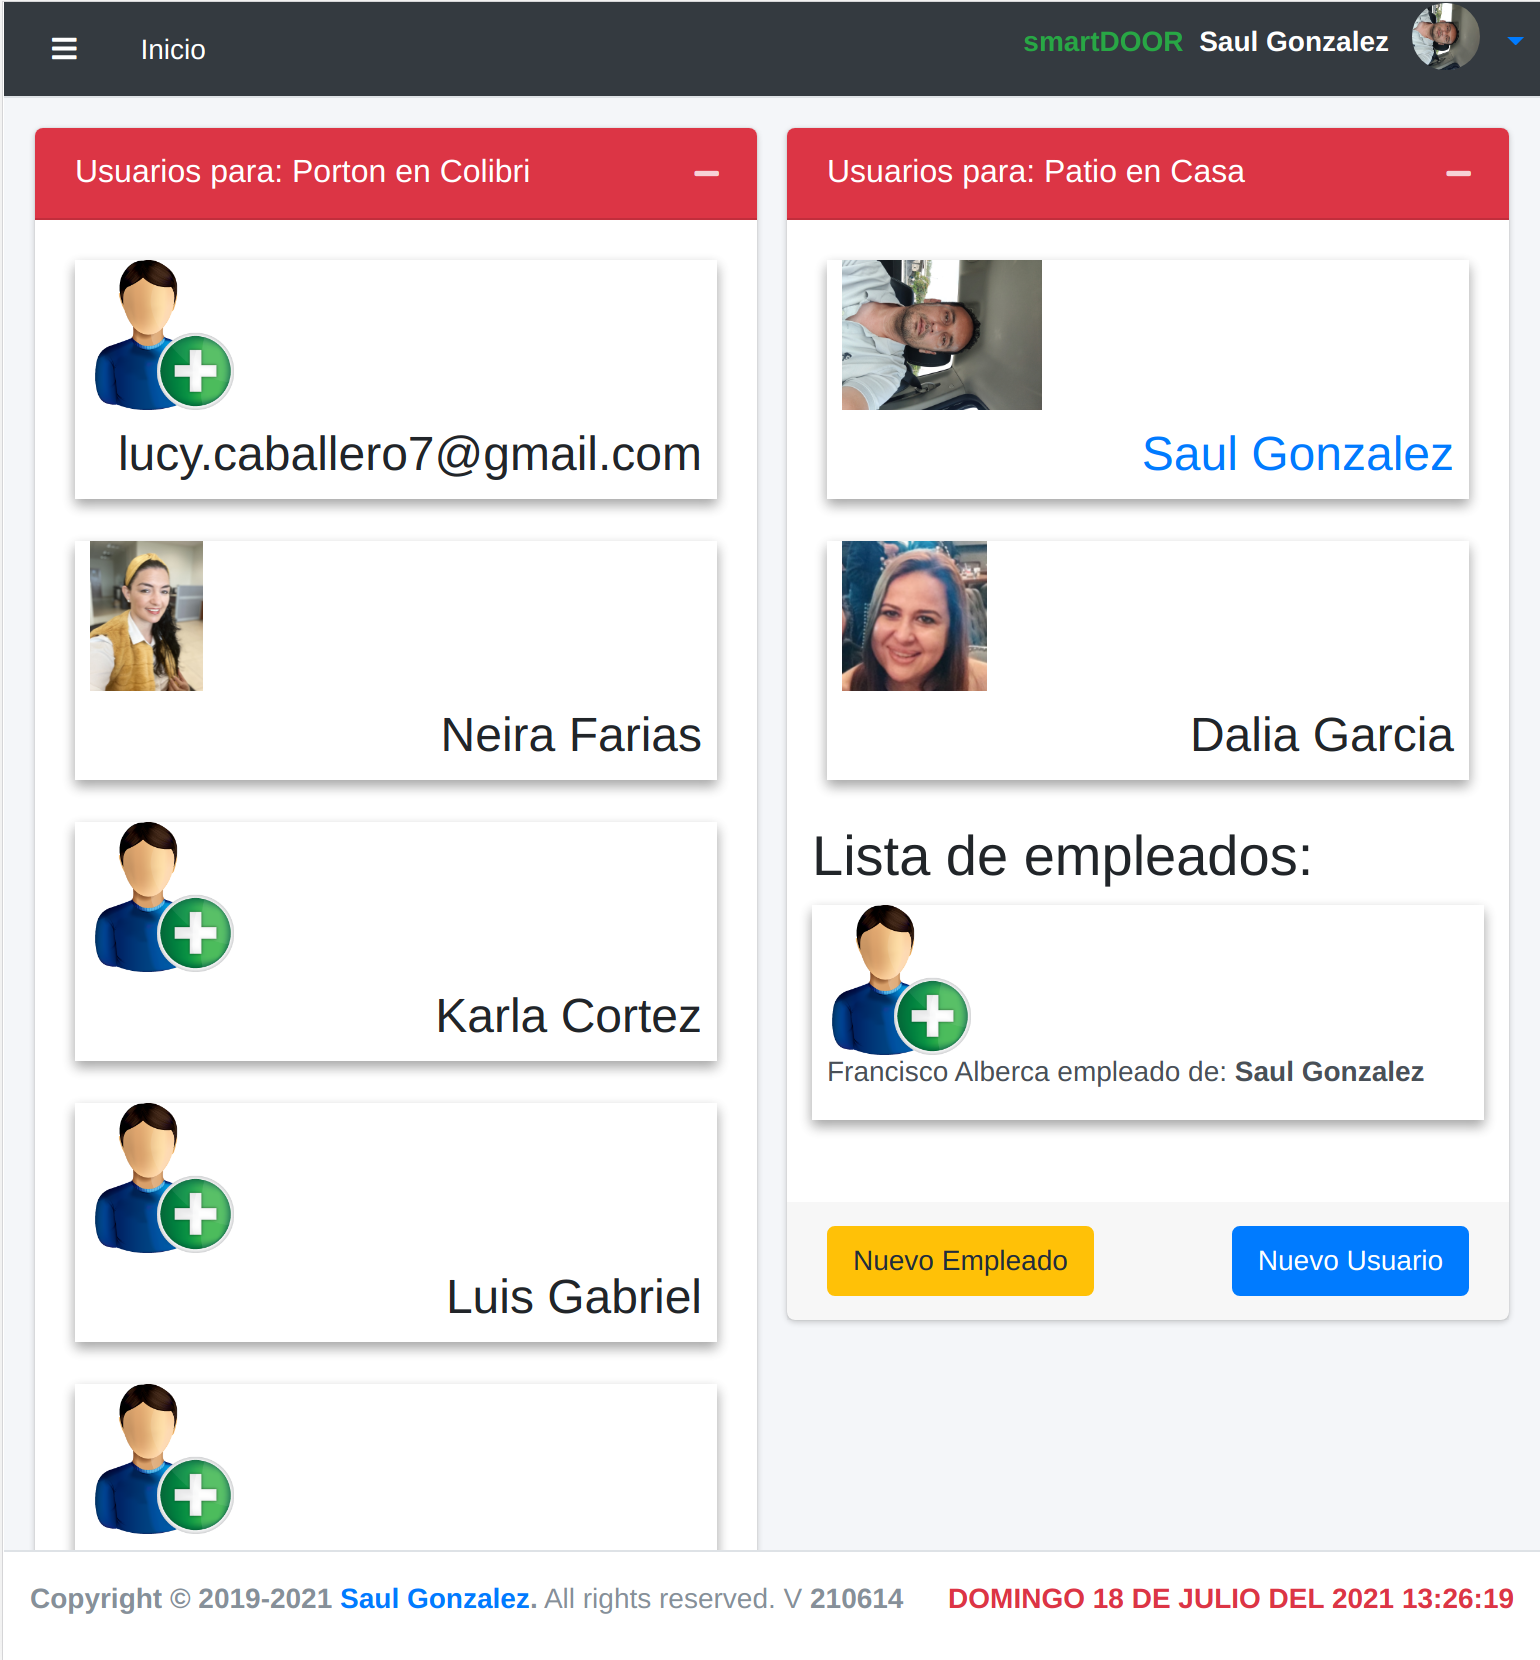 Inicio
smartDOOR Saul Gonzalez
Usuarios para: Porton en Colibri
lucy.caballero7@gmail.com
Neira Farias
Karla Cortez
Luis Gabriel
Usuarios para: Patio en Casa
Saul Gonzalez
Dalia Garcia
Lista de empleados:
Francisco Alberca empleado de: Saul Gonzalez
Nuevo Empleado
Nuevo Usuario
Copyright © 2019-2021 Saul Gonzalez. All rights reserved. V 210614
DOMINGO 18 DE JULIO DEL 2021 13:26:19